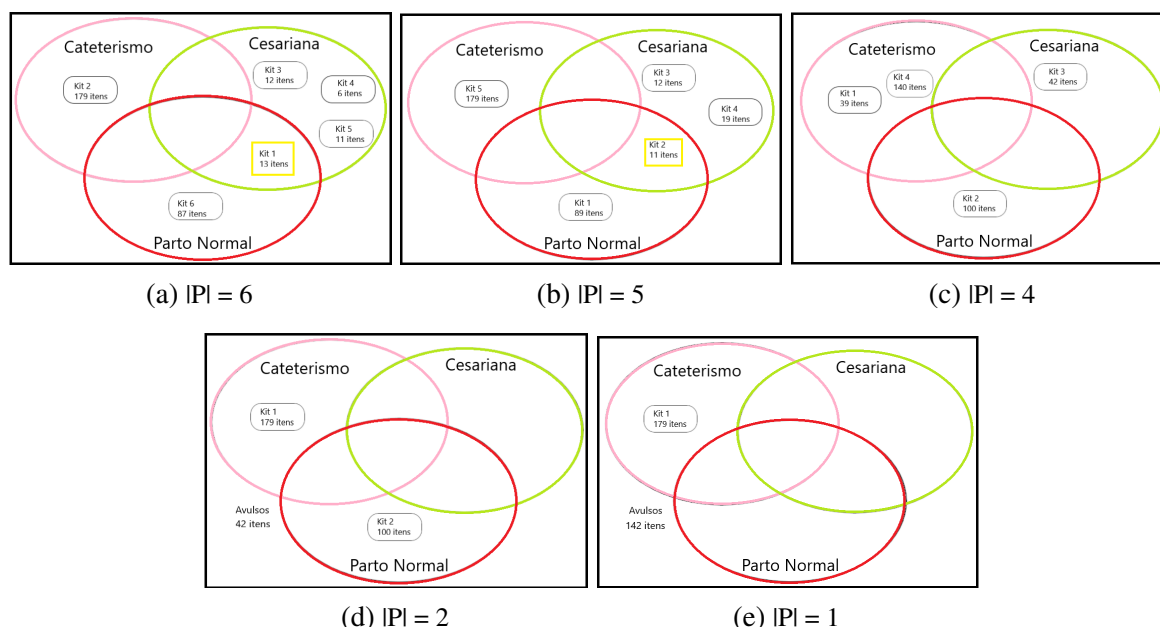 Cateterismo
Cesariana
Kit 3
12 itens
Kit 2
179 itens
Kit 4
6 itens
Kit 5
11 itens
Kit 1
13 itens
Kit 6
87 itens
Parto Normal
(a) |P| = 6
Cateterismo
Cesariana
Kit 3
12 itens
Kit 5
179 itens
Kit 4
19 itens
Kit 2
11 itens
Kit 1
89 itens
Parto Normal
(b) |P| = 5
Cateterismo
Cesariana
Kit 4
140 itens
Kit 3
42 itens
Kit 1
39 itens
Kit 2
100 itens
Parto Normal
(c) |P| = 4
Cateterismo
Cesariana
Kit 1
179 itens
Avulsos
42 itens
Kit 2
100 itens
Parto Normal
(d) |P| = 2
Cateterismo
Cesariana
Kit 1
179 itens
Avulsos
142 itens
Parto Normal
(e) |P| = 1